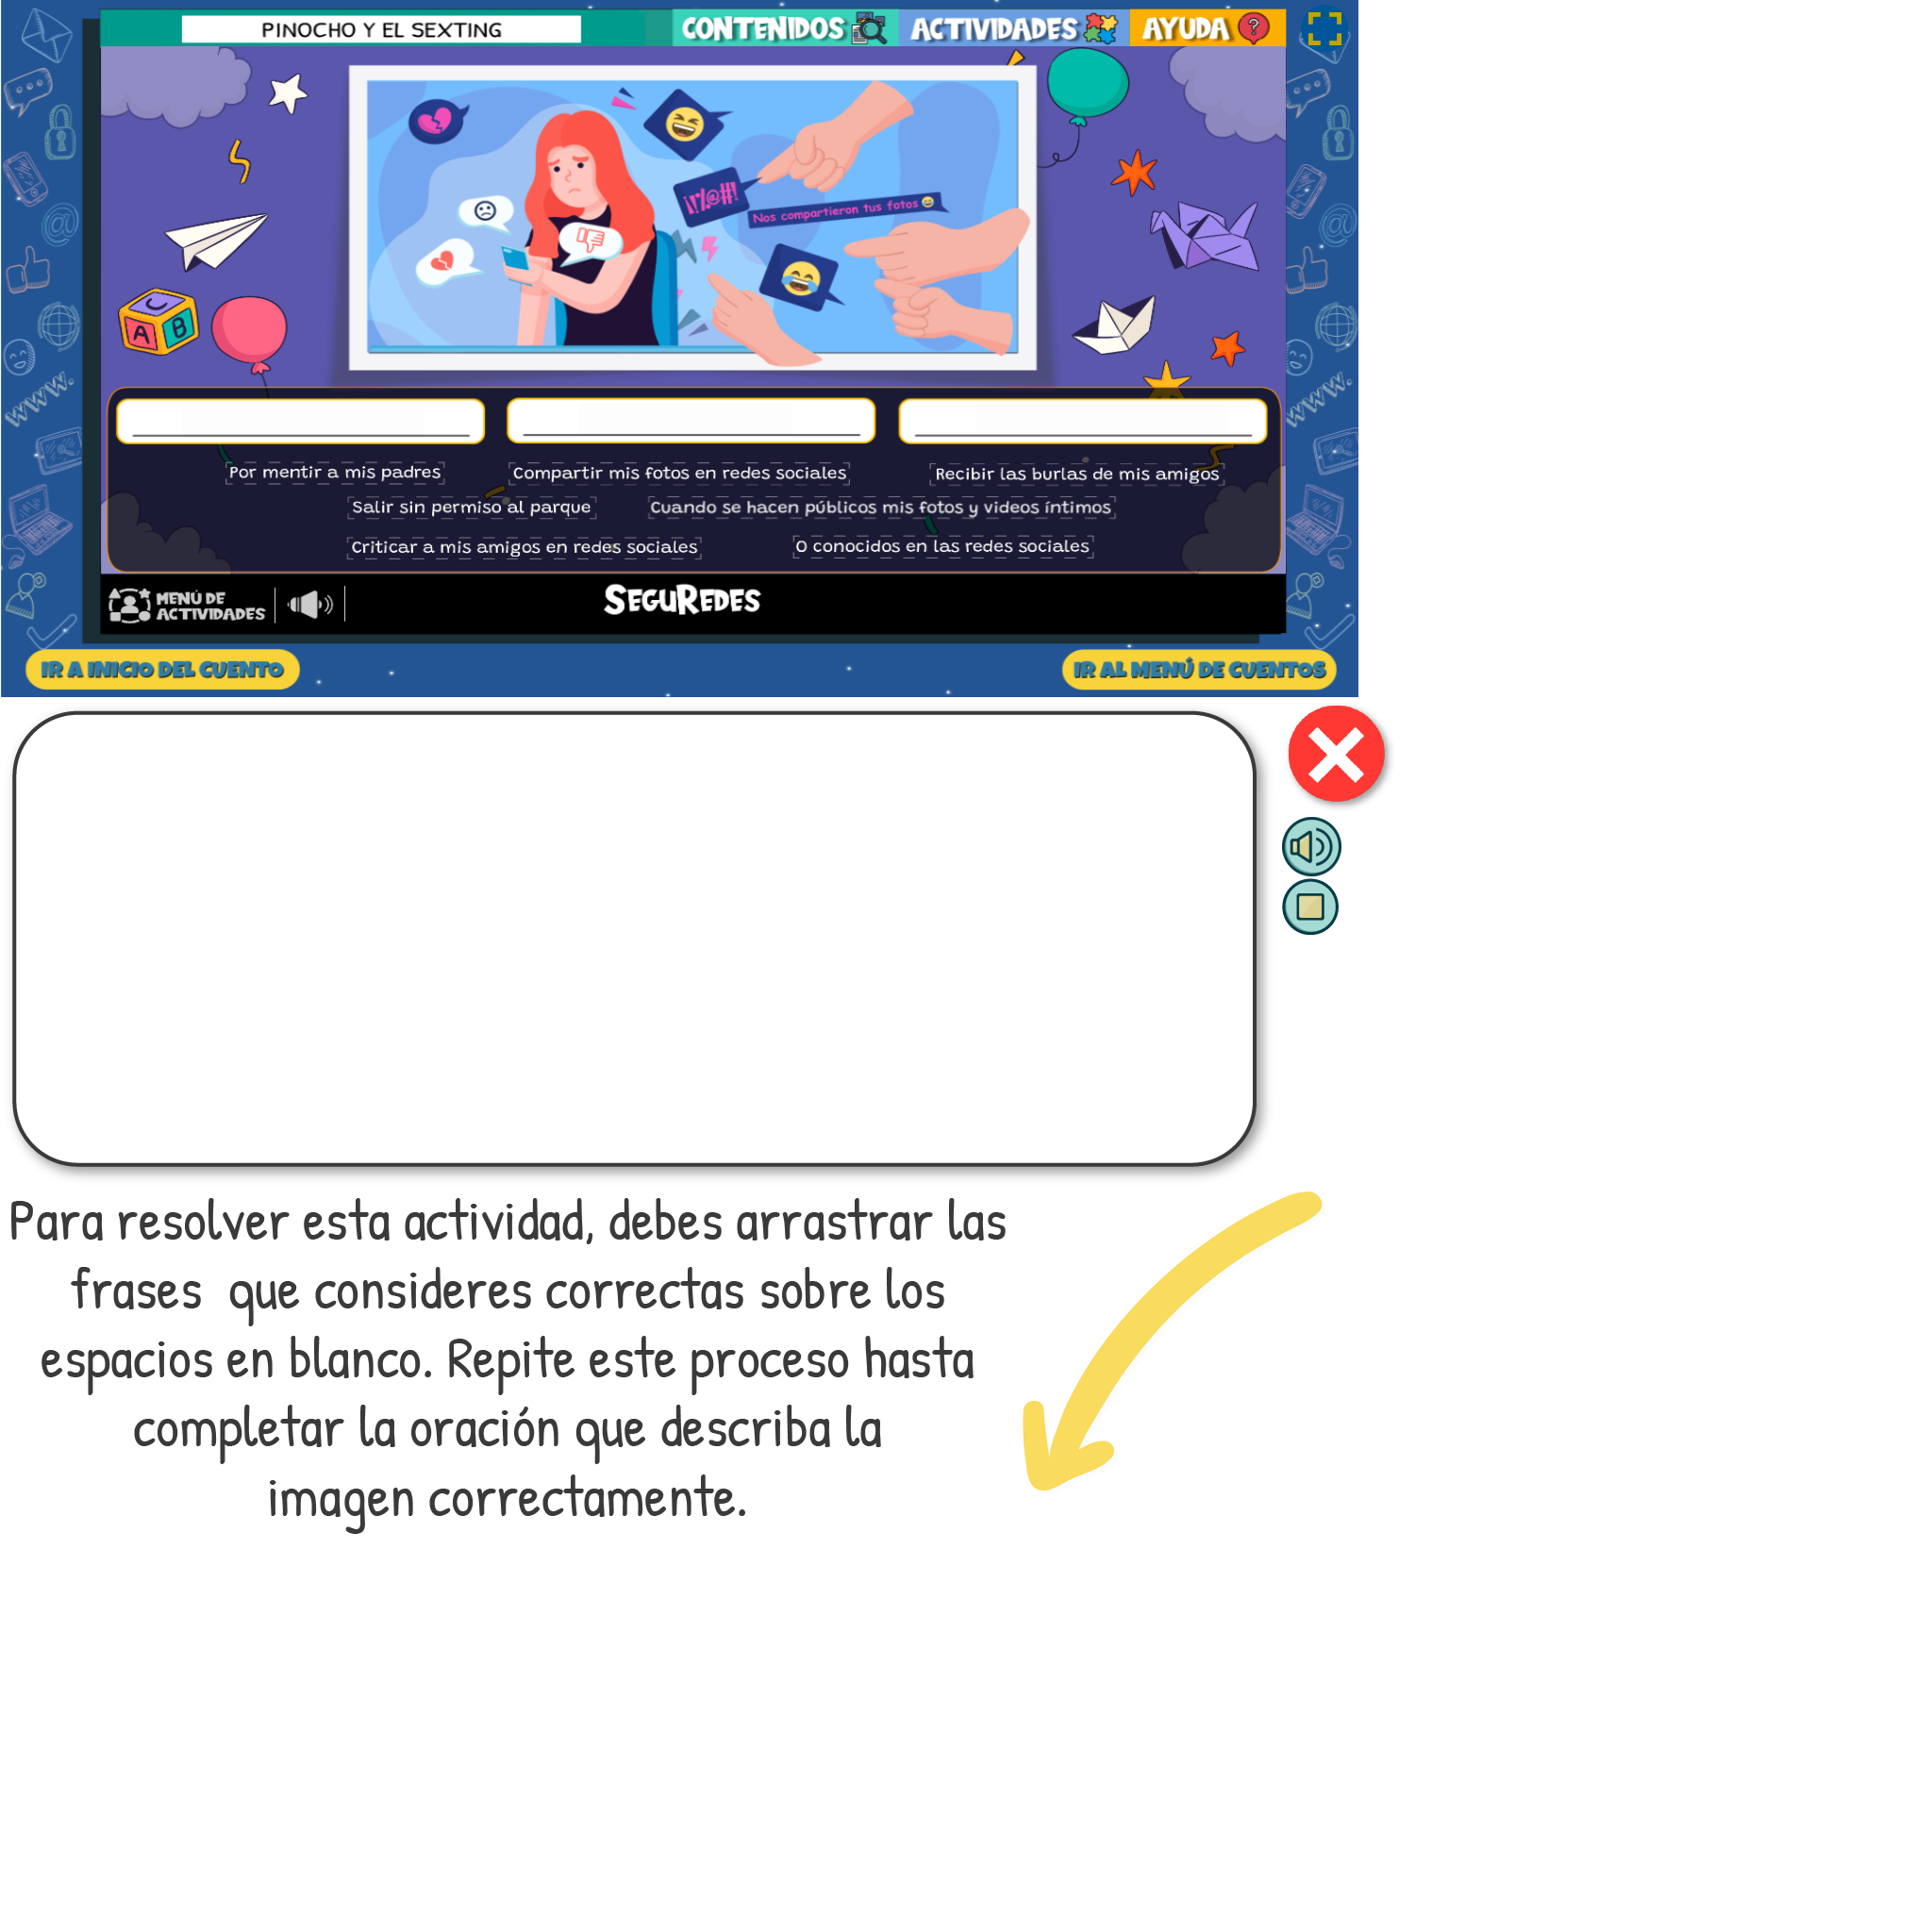 PINOCHO Y EL SEXTING
CONTENIDOS
ACTIVIDADES
AYUDA
?
!r!@#!
Nos compartieron tus fotos
C
A B
@
@
www.
www.
Por mentir a mis padres
Compartir mis fotos en redes sociales
Recibir las burlas de mis amigos
Salir sin permiso al parque
Cuando se hacen públicos mis fotos y videos íntimos
Criticar a mis amigos en redes sociales
O conocidos en las redes sociales
MENÚ DE
ACTIVIDADES
SEGUREDES
IR A INICIO DEL CUENTO
IR AL MENÚ DE CUENTOS
Para resolver esta actividad, debes arrastrar las
frases que consideres correctas sobre los
espacios en blanco. Repite este proceso hasta
completar la oración que describa la
imagen correctamente.